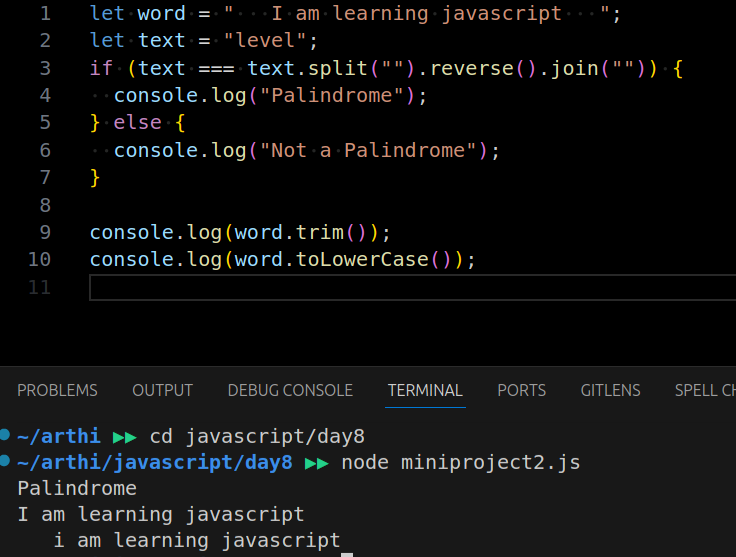 1 let word = "   I am learning javascript   ";
2 let text = "level";
3 if (text === text.split("").reverse().join("")) {
4   console.log("Palindrome");
5 } else {
6   console.log("Not a Palindrome");
7 }
8
9 console.log(word.trim());
10 console.log(word.toLowerCase());
11
PROBLEMS OUTPUT DEBUG CONSOLE TERMINAL PORTS GITLENS SPELL CH
~/arthi ▶▶ cd javascript/day8
~/arthi/javascript/day8 ▶▶ node miniproject2.js
Palindrome
I am learning javascript
   i am learning javascript